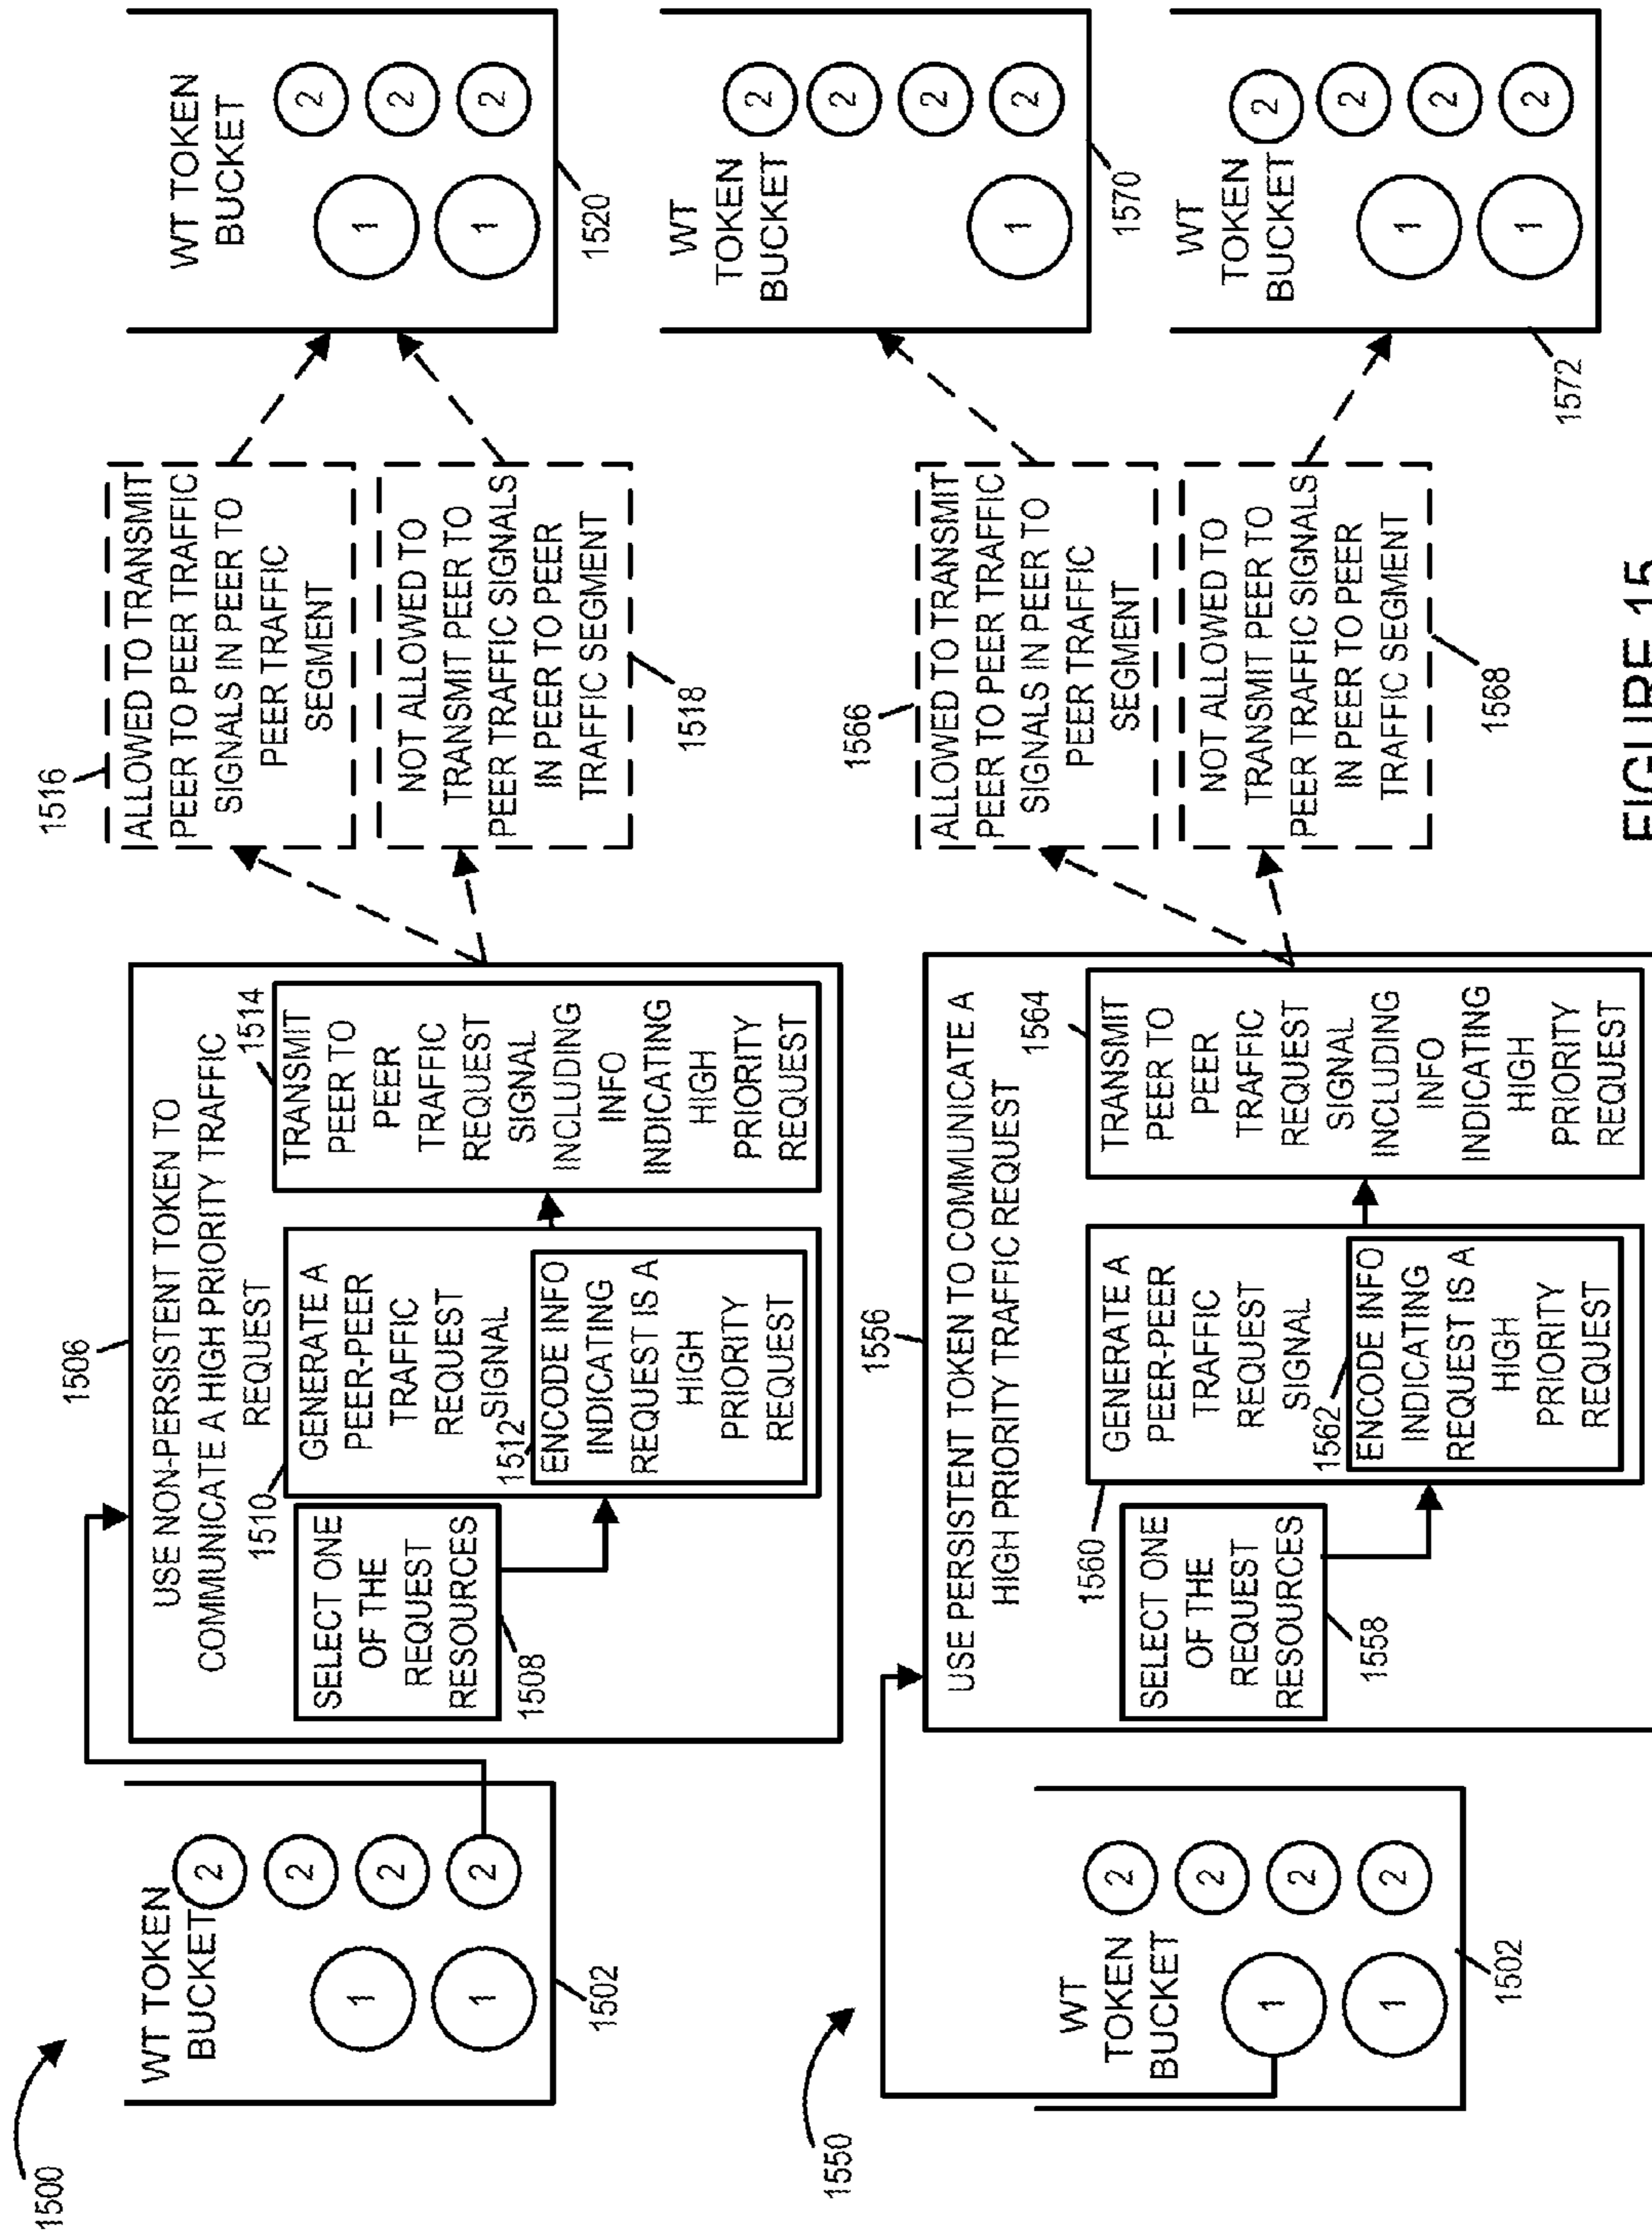 1500
WT TOKEN
BUCKET
2
2
2
2
1
1
1502
1506
USE NON-PERSISTENT TOKEN TO
COMMUNICATE A HIGH PRIORITY TRAFFIC
REQUEST
SELECT ONE
OF THE
REQUEST
RESOURCES
1508
1510
GENERATE A
PEER-PEER
TRAFFIC
REQUEST
SIGNAL
1512
ENCODE INFO
INDICATING
REQUEST IS A
HIGH
PRIORITY
REQUEST
1514
TRANSMIT
PEER TO
PEER
TRAFFIC
REQUEST
SIGNAL
INCLUDING
INFO
INDICATING
HIGH
PRIORITY
REQUEST
1516
ALLOWED TO TRANSMIT
PEER TO PEER TRAFFIC
SIGNALS IN PEER TO
PEER TRAFFIC
SEGMENT
NOT ALLOWED TO
TRANSMIT PEER TO
PEER TRAFFIC SIGNALS
IN PEER TO PEER
TRAFFIC SEGMENT
1518
WT TOKEN
BUCKET
2
2
2
1
1
1520
1550
WT
TOKEN
BUCKET
2
2
2
2
1
1
1502
1556
USE PERSISTENT TOKEN TO COMMUNICATE A
HIGH PRIORITY TRAFFIC REQUEST
SELECT ONE
OF THE
REQUEST
RESOURCES
1558
1560
GENERATE A
PEER-PEER
TRAFFIC
REQUEST
SIGNAL
1562
ENCODE INFO
INDICATING
REQUEST IS A
HIGH
PRIORITY
REQUEST
1564
TRANSMIT
PEER TO
PEER
TRAFFIC
REQUEST
SIGNAL
INCLUDING
INFO
INDICATING
HIGH
PRIORITY
REQUEST
1566
ALLOWED TO TRANSMIT
PEER TO PEER TRAFFIC
SIGNALS IN PEER TO
PEER TRAFFIC
SEGMENT
NOT ALLOWED TO
TRANSMIT PEER TO
PEER TRAFFIC SIGNALS
IN PEER TO PEER
TRAFFIC SEGMENT
1568
WT
TOKEN
BUCKET
2
2
2
2
1
1570
WT
TOKEN
BUCKET
2
2
2
2
1
1
1572
FIGURE 15